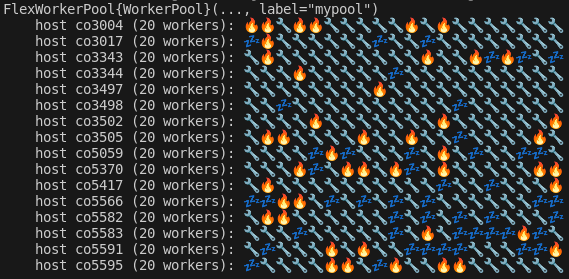 FlexWorkerPool{WorkerPool}(..., label="mypool")
host co3004 (20 workers):
host co3017 (20 workers):
host co3343 (20 workers):
host co3344 (20 workers):
host co3497 (20 workers):
host co3498 (20 workers):
host co3502 (20 workers):
host co3505 (20 workers):
host co5059 (20 workers):
host co5370 (20 workers):
host co5417 (20 workers):
host co5566 (20 workers):
host co5582 (20 workers):
host co5583 (20 workers):
host co5591 (20 workers):
host co5595 (20 workers):